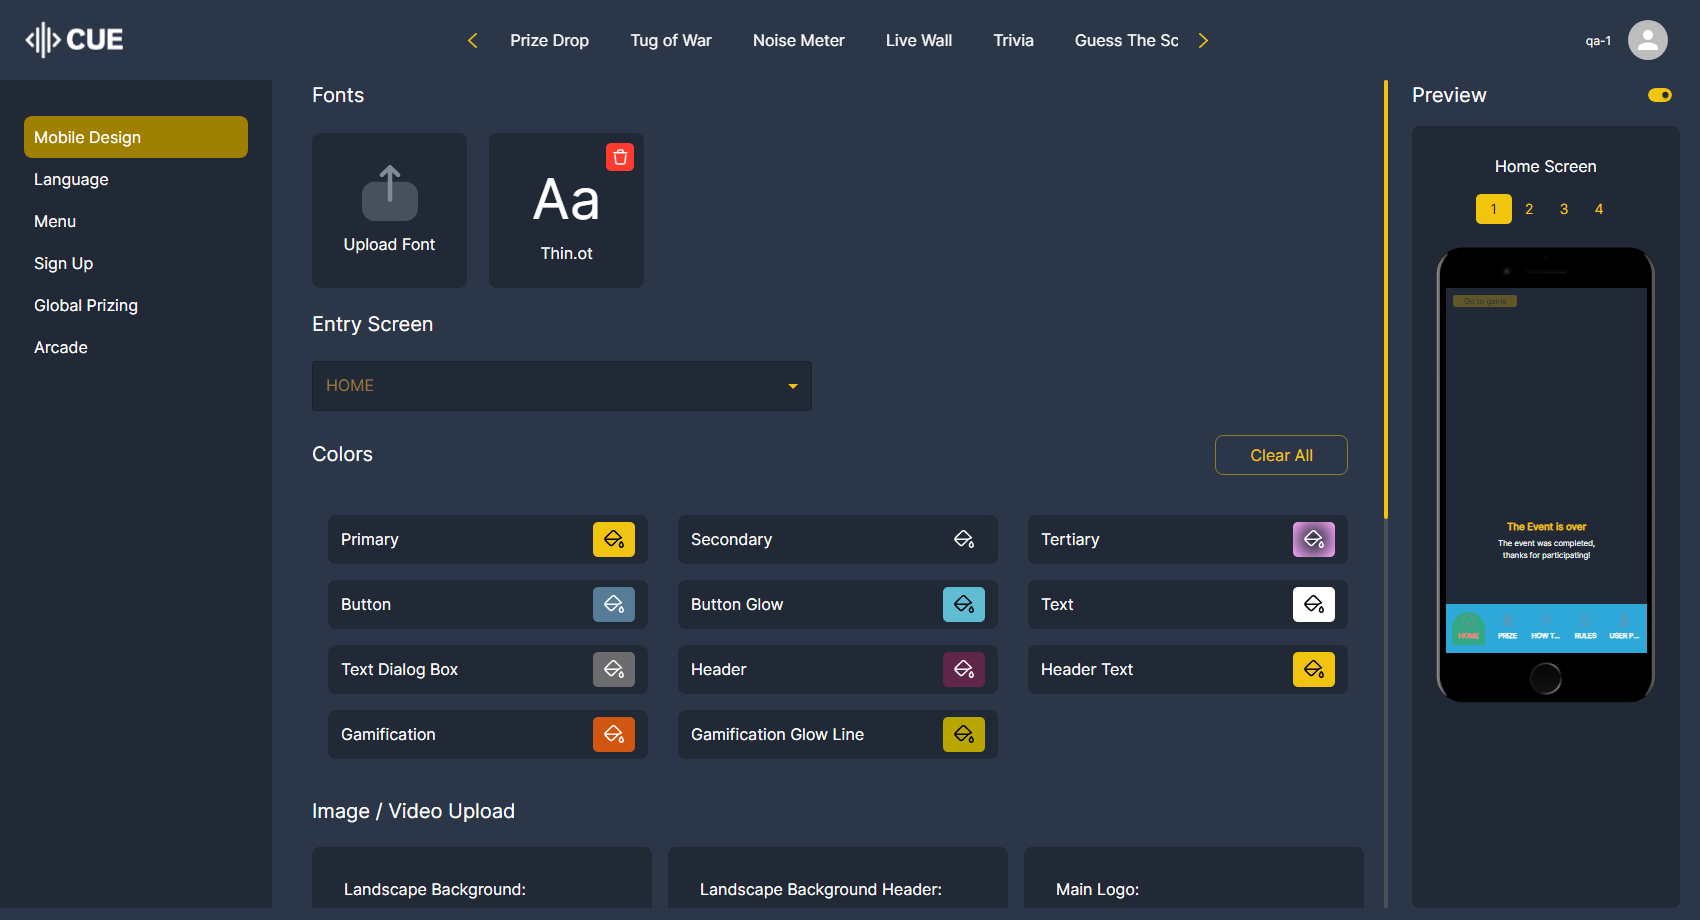 CUE
Prize Drop
Tug of War
Noise Meter
Live Wall
Trivia
Guess The Sc
qa-1
Mobile Design
Language
Menu
Sign Up
Global Prizing
Arcade
Fonts
Upload Font
Aa
Thin.ot
Entry Screen
HOME
Colors
Clear All
Primary
Secondary
Tertiary
Button
Button Glow
Text
Text Dialog Box
Header
Header Text
Gamification
Gamification Glow Line
Image / Video Upload
Landscape Background:
Landscape Background Header:
Main Logo:
Preview
Home Screen
1 2 3 4
Go to game
The Event is over
The event was completed,
thanks for participating!
HOME
PRIZE
HOW T...
RULES
USER P...